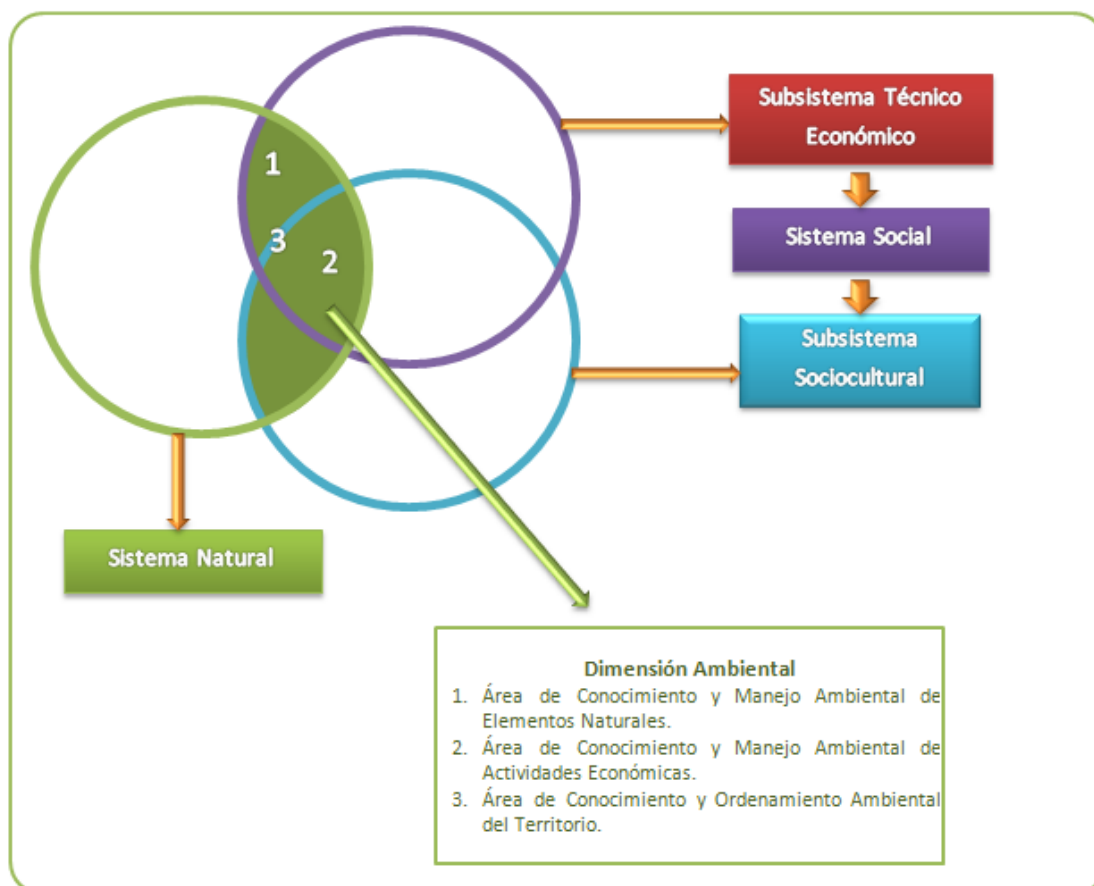 1
3
2
Subsistema Técnico
Económico
Sistema Social
Subsistema
Sociocultural
Sistema Natural
Dimensión Ambiental
1. Área de Conocimiento y Manejo Ambiental de
Elementos Naturales.
2. Área de Conocimiento y Manejo Ambiental de
Actividades Económicas.
3. Área de Conocimiento y Ordenamiento Ambiental
del Territorio.